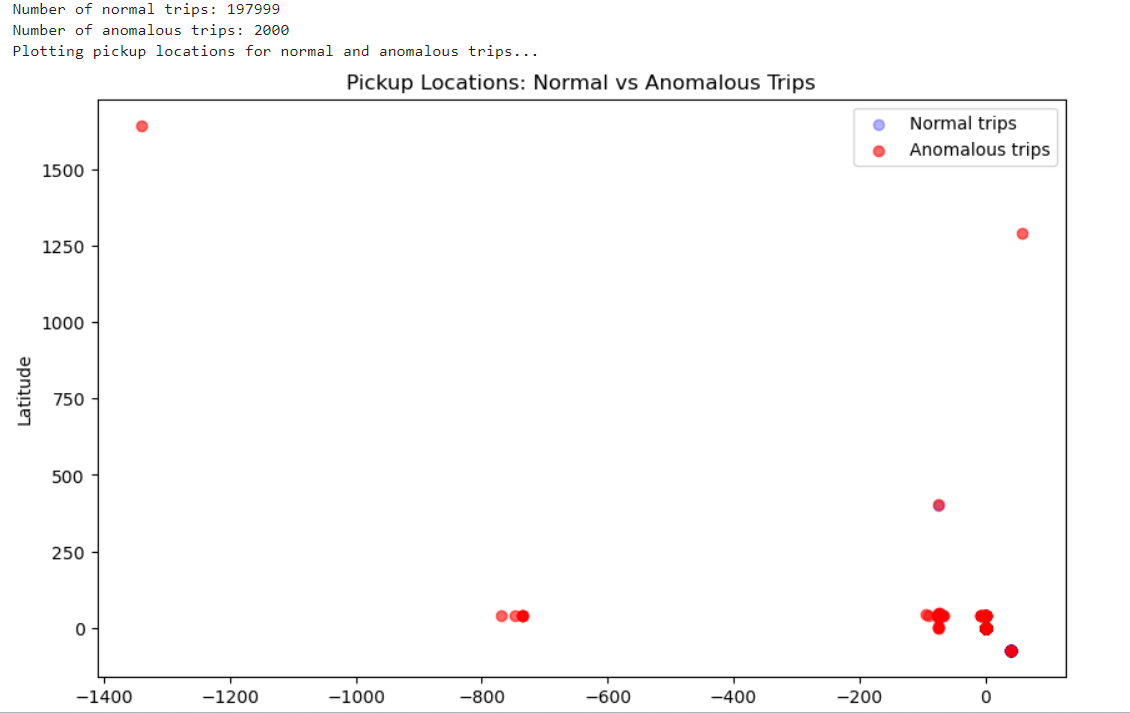 Number of normal trips: 197999
Number of anomalous trips: 2000
Plotting pickup locations for normal and anomalous trips...
Pickup Locations: Normal vs Anomalous Trips
Normal trips
Anomalous trips
1500
1250
1000
750
500
250
0
Latitude
−1400 −1200 −1000 −800 −600 −400 −200 0